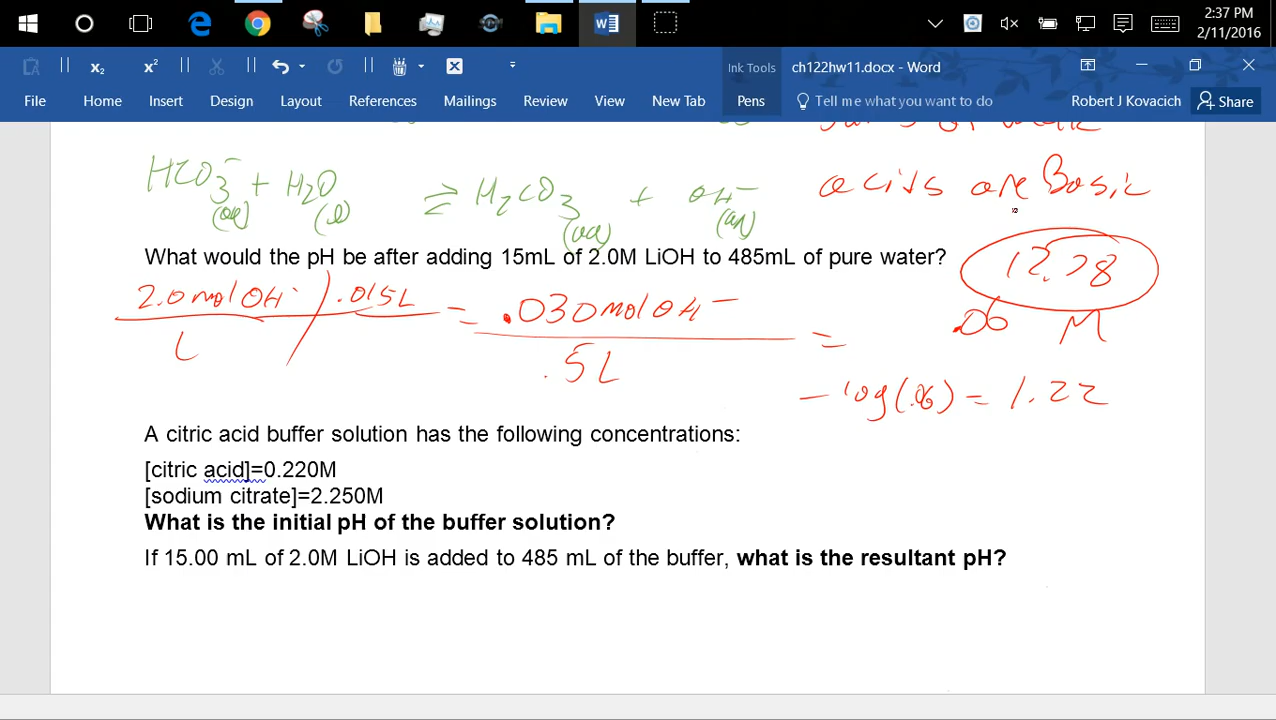 2:37 PM
2/11/2016
x₂ x²
Ink Tools
ch122hw11.docx - Word
File Home Insert Design Layout References Mailings Review View New Tab Pens Tell me what you want to do Robert J Kovacich Share
HCO3⁻ + H2O ⇌ H2CO3 + OH⁻ acids are Basic
(aq) (l) (aq) (aq)
What would the pH be after adding 15mL of 2.0M LiOH to 485mL of pure water? 12.78
2.0 mol OH⁻ / .015L = .030 mol OH⁻ = .06 M
L .5L
- log(.06) = 1.22
A citric acid buffer solution has the following concentrations:
[citric acid]=0.220M
[sodium citrate]=2.250M
What is the initial pH of the buffer solution?
If 15.00 mL of 2.0M LiOH is added to 485 mL of the buffer, what is the resultant pH?